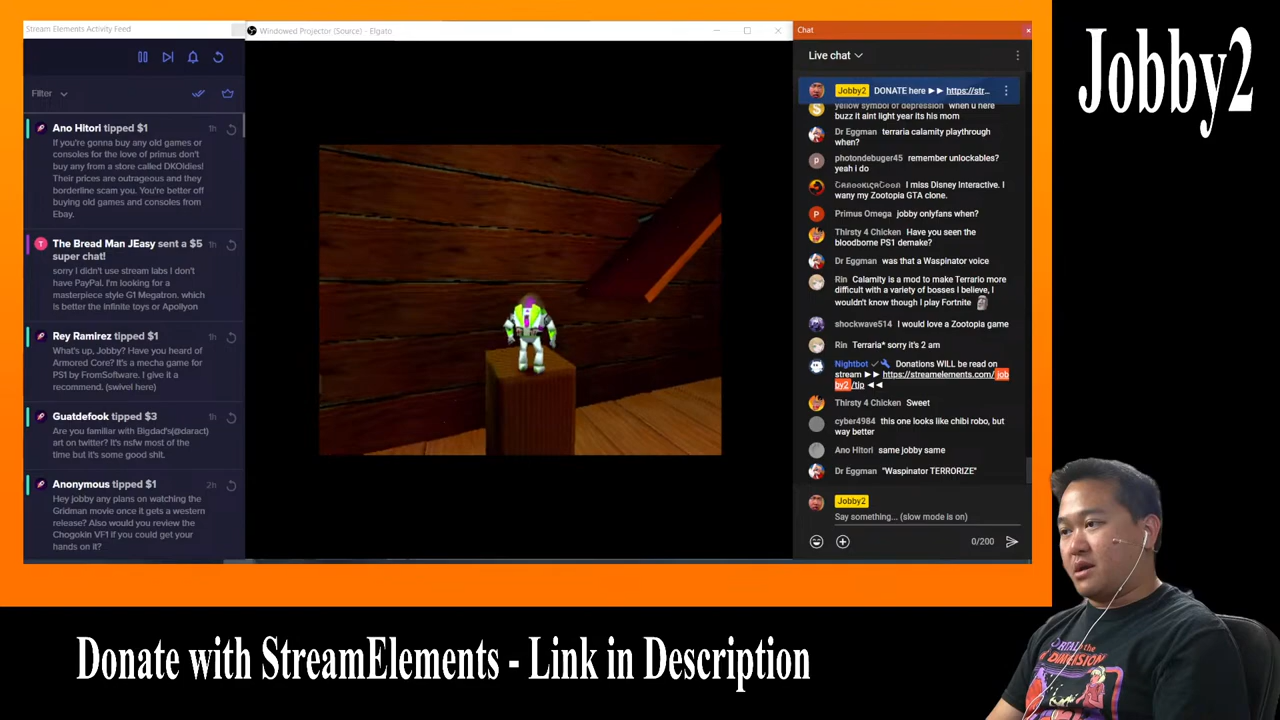 Stream Elements Activity Feed
Filter
Ano Hitori tipped $1
1h
If you're gonna buy any old games or
consoles for the love of primus don't
buy any from a store called DKOldies!
Their prices are outrageous and they
borderline scam you. You're better off
buying old games and consoles from
Ebay.
T
The Bread Man JEasy sent a $5
super chat!
1h
sorry I didn't use stream labs I don't
have PayPal. I'm looking for a
masterpiece style G1 Megatron. which
is better the infinite toys or Apollyon
Rey Ramirez tipped $1
1h
What's up, Jobby? Have you heard of
Armored Core? It's a mecha game for
PS1 by FromSoftware. I give it a
recommend. (swivel here)
Guatdefook tipped $3
1h
Are you familiar with Bigdad's(@daract)
art on twitter? It's nsfw most of the
time but it's some good shit.
Anonymous tipped $1
2h
Hey jobby any plans on watching the
Gridman movie once it gets a western
release? Also would you review the
Chogokin VF1 if you could get your
hands on it?
Windowed Projector (Source) - Elgato
Chat
Live chat
Jobby2 DONATE here ►► https://str...
yellow symbol of depression when u here
buzz it aint light year its his mom
Dr Eggman terraria calamity playthrough
when?
photondebuger45 remember unlockables?
yeah i do
I miss Disney Interactive. I
wany my Zootopia GTA clone.
Primus Omega jobby onlyfans when?
Thirsty 4 Chicken Have you seen the
bloodborne PS1 demake?
Dr Eggman was that a Waspinator voice
Rin Calamity is a mod to make Terrario more
difficult with a variety of bosses I believe, I
wouldn't know though I play Fortnite
shockwave514 I would love a Zootopia game
Rin Terraria* sorry it's 2 am
Nightbot Donations WILL be read on
stream ►► https://streamelements.com/job
by2/tip ◄◄
Thirsty 4 Chicken Sweet
cyber4984 this one looks like chibi robo, but
way better
Ano Hitori same jobby same
Dr Eggman "Waspinator TERRORIZE"
Jobby2
Say something... (slow mode is on)
0/200
Jobby2
Donate with StreamElements - Link in Description